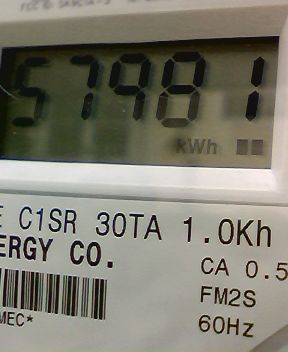 57981
kWh
E C1SR 30TA 1.0Kh
ERGY CO.
CA 0.5
FM2S
MEC*
60Hz